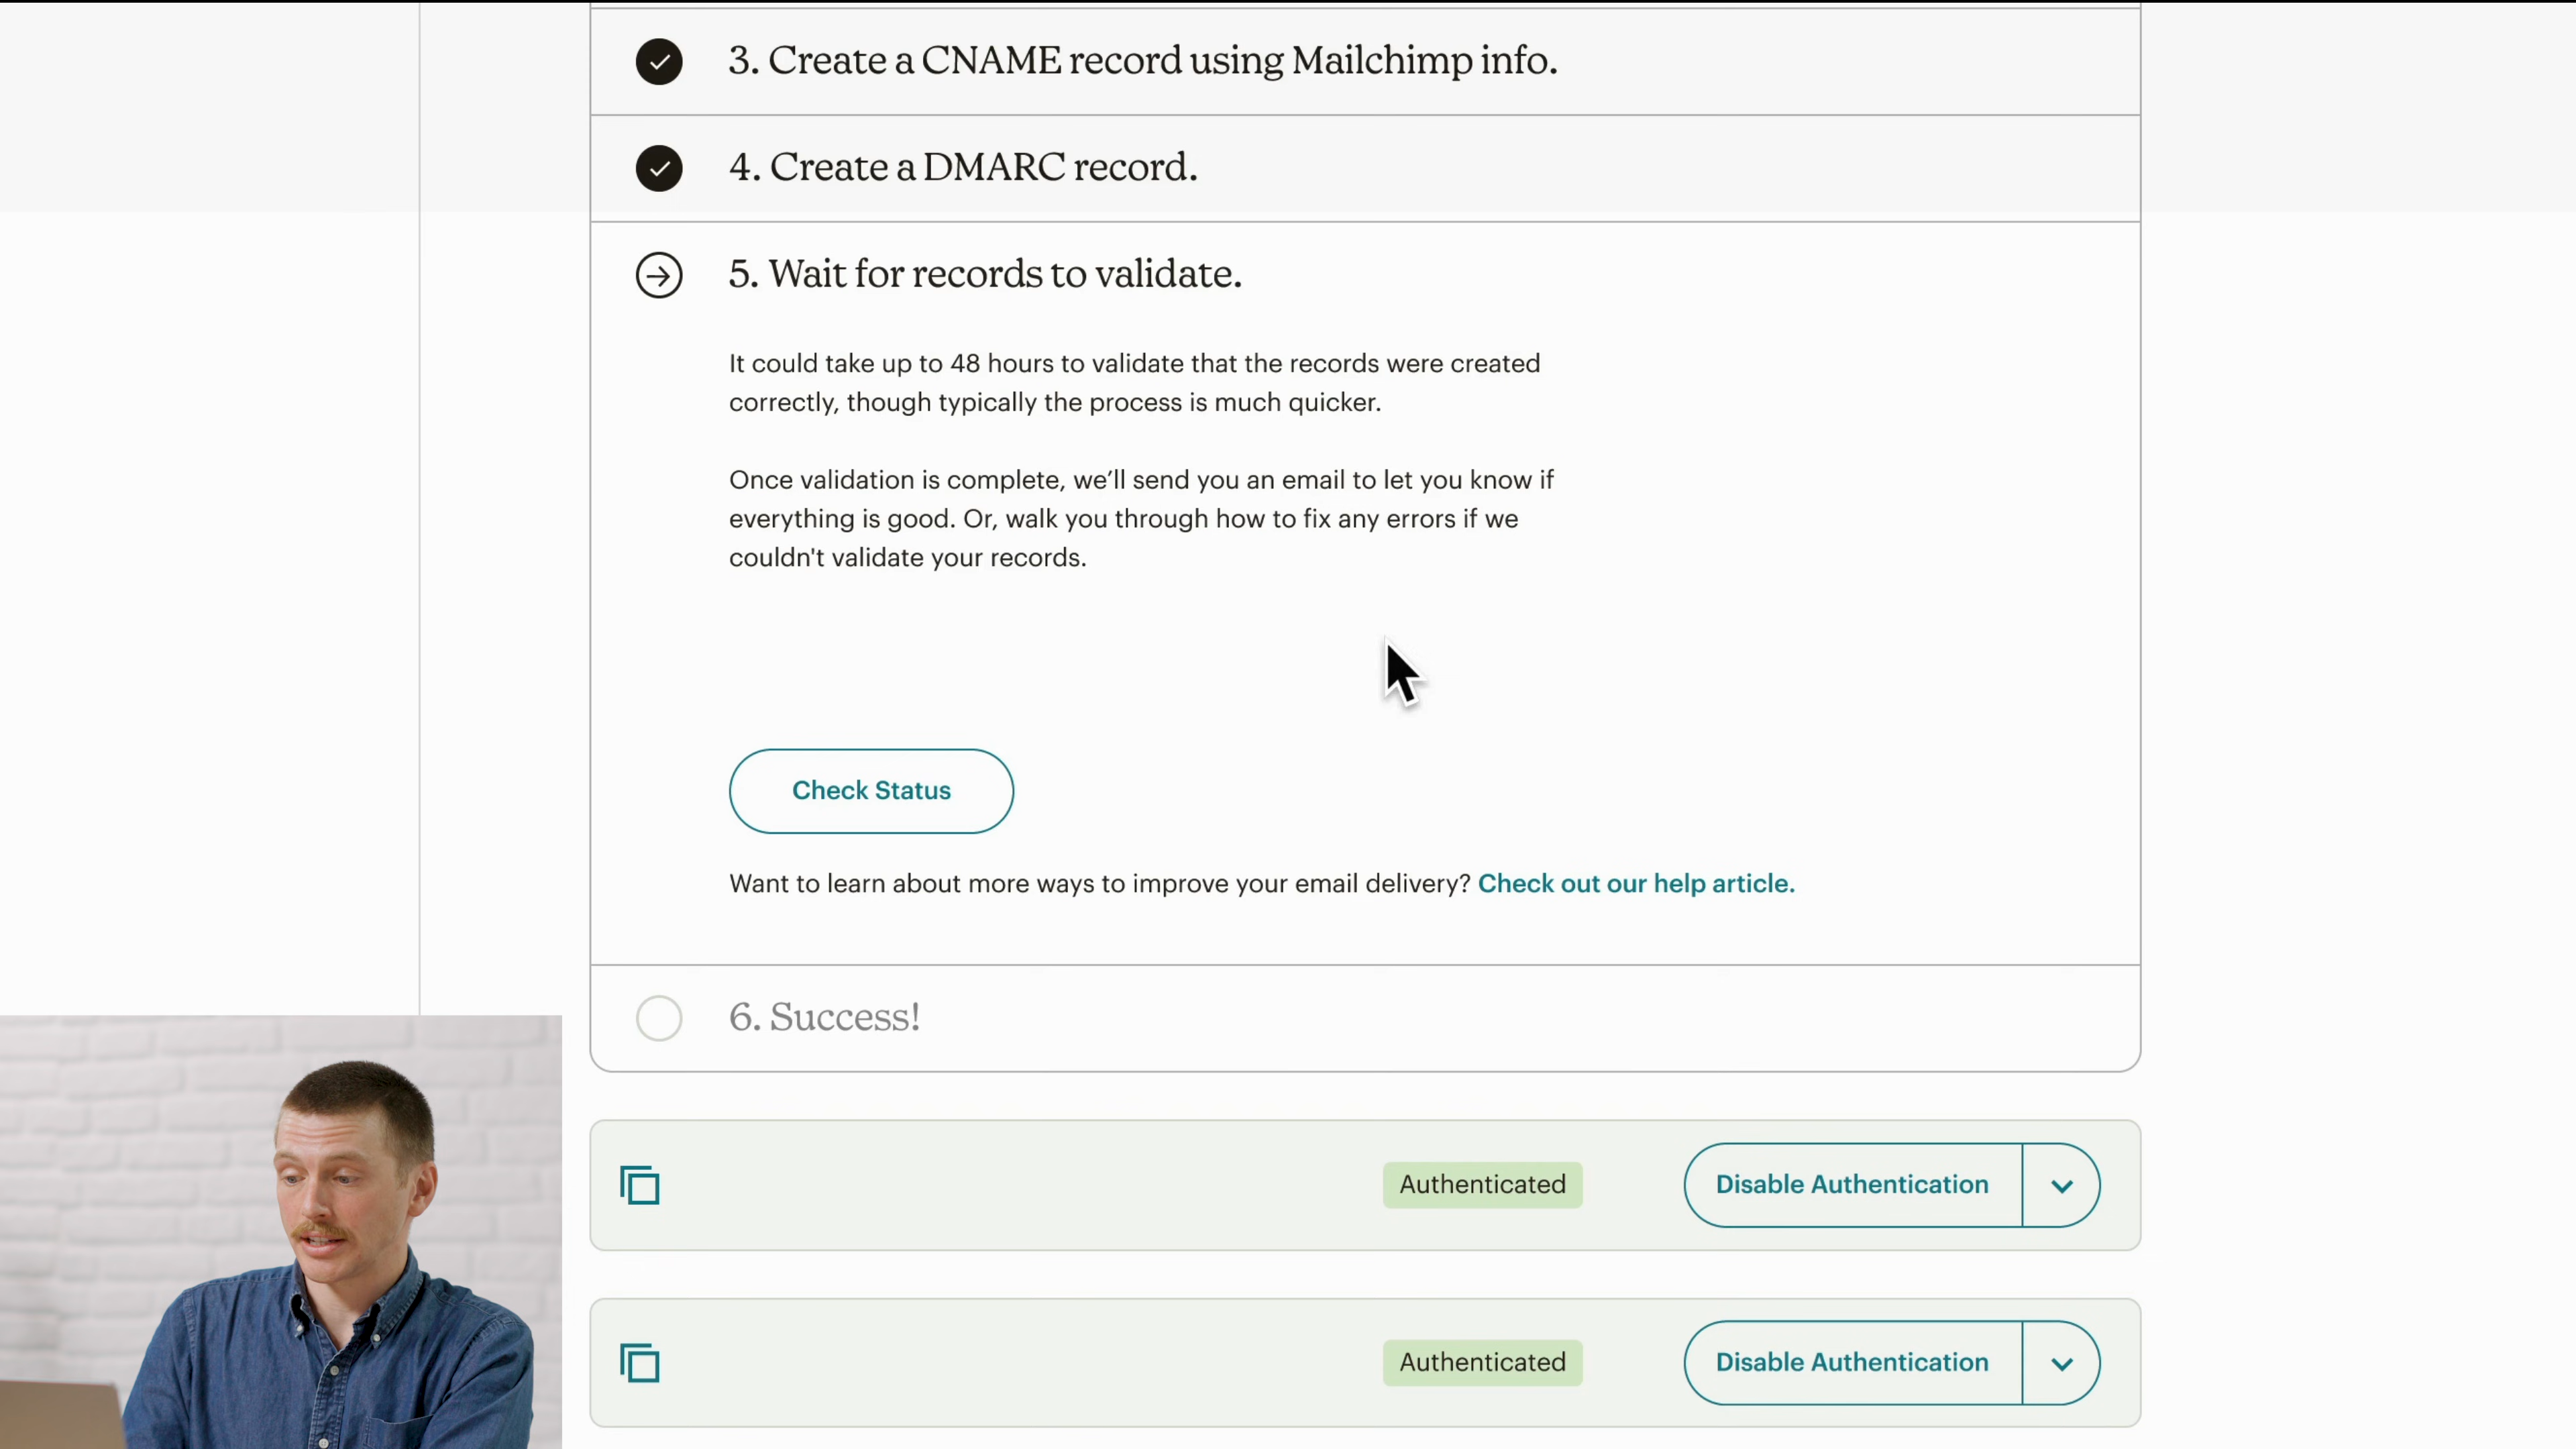 3. Create a CNAME record using Mailchimp info.
4. Create a DMARC record.
5. Wait for records to validate.
It could take up to 48 hours to validate that the records were created
correctly, though typically the process is much quicker.
Once validation is complete, we’ll send you an email to let you know if
everything is good. Or, walk you through how to fix any errors if we
couldn't validate your records.
Check Status
Want to learn about more ways to improve your email delivery? Check out our help article.
6. Success!
Authenticated Disable Authentication
Authenticated Disable Authentication